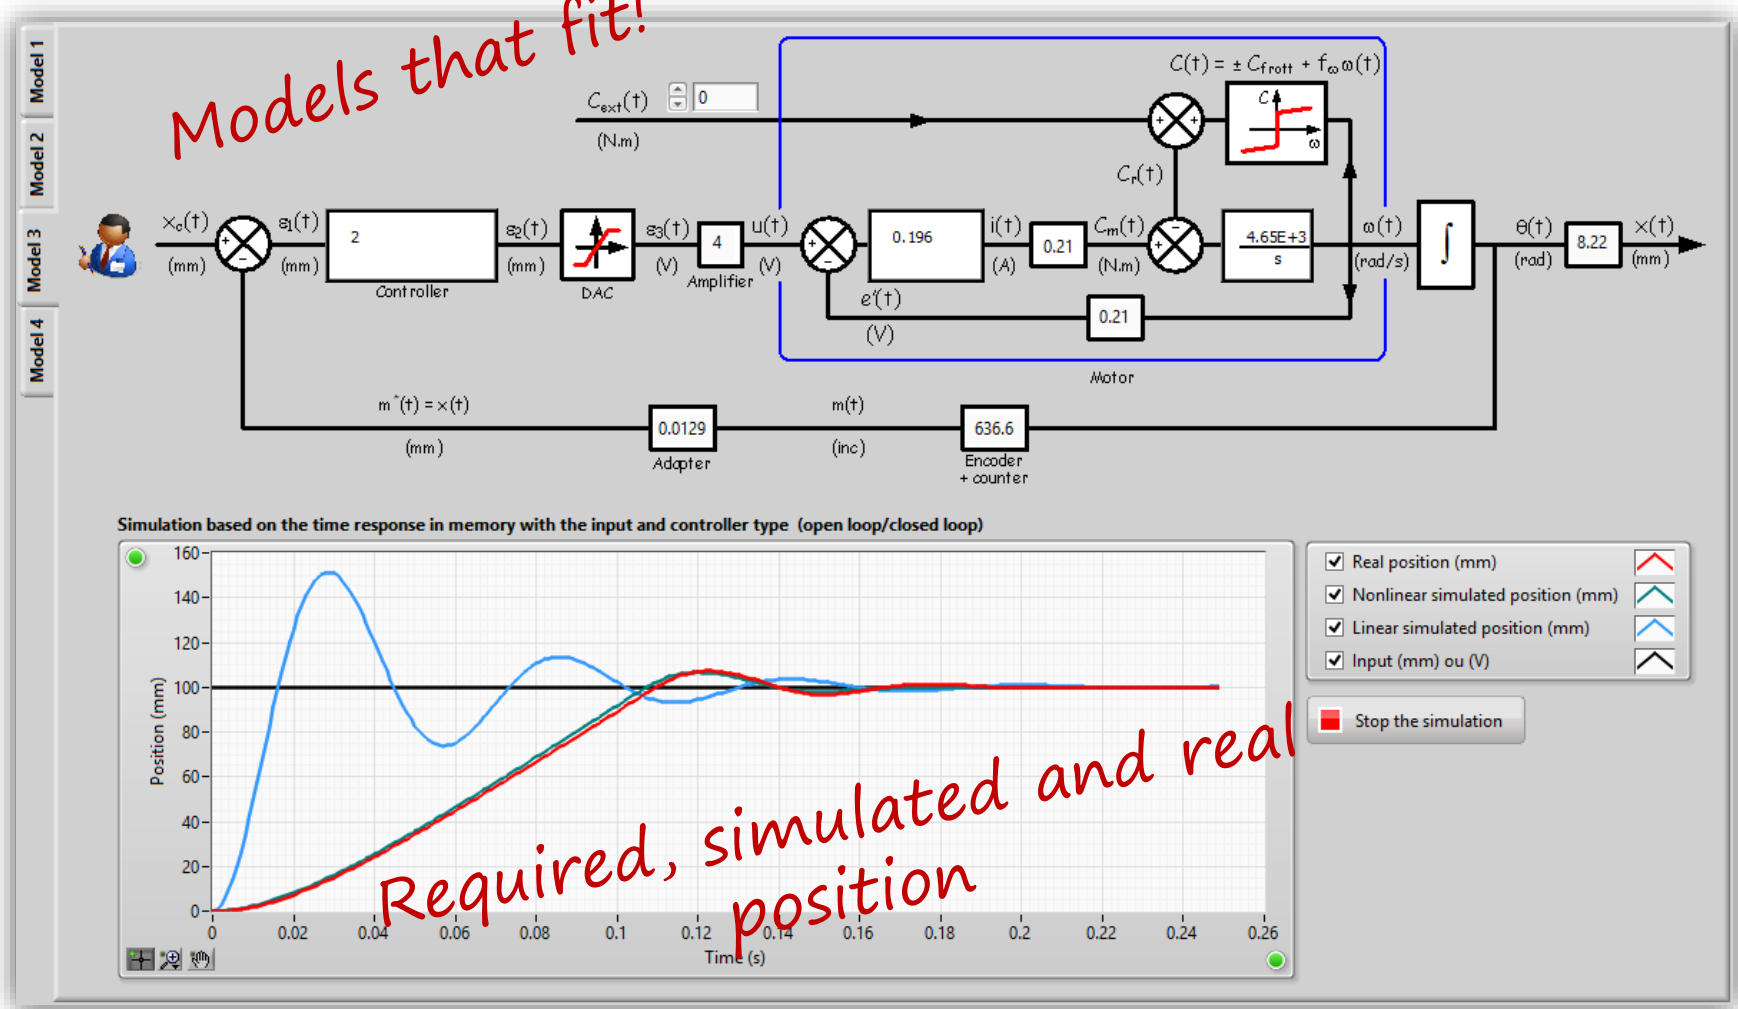 Models that fit!
Model 1
Model 2
Model 3
Model 4
C(t) = ± Cfrott + fω ω(t)
Cext(t) 0
(N.m)
C
ω
Cr(t)
xc(t) ε1(t) 2 ε2(t) ε3(t) 4 u(t) 0.196 i(t) 0.21 Cm(t) 4.65E+3 ω(t) ∫ θ(t) 8.22 x(t)
(mm) (mm) (mm) (V) (V) (A) (N.m) s (rad/s) (rad) (mm)
Controller DAC Amplifier
e'(t) 0.21
(V)
Motor
m*(t) = x(t) m(t)
0.0129 636.6
(mm) (inc)
Adapter Encoder
+ counter
Simulation based on the time response in memory with the input and controller type (open loop/closed loop)
Position (mm)
160
140
120
100
80
60
40
20
0
0 0.02 0.04 0.06 0.08 0.1 0.12 0.14 0.16 0.18 0.2 0.22 0.24 0.26
Time (s)
Real position (mm)
Nonlinear simulated position (mm)
Linear simulated position (mm)
Input (mm) ou (V)
Stop the simulation
Required, simulated and real
position